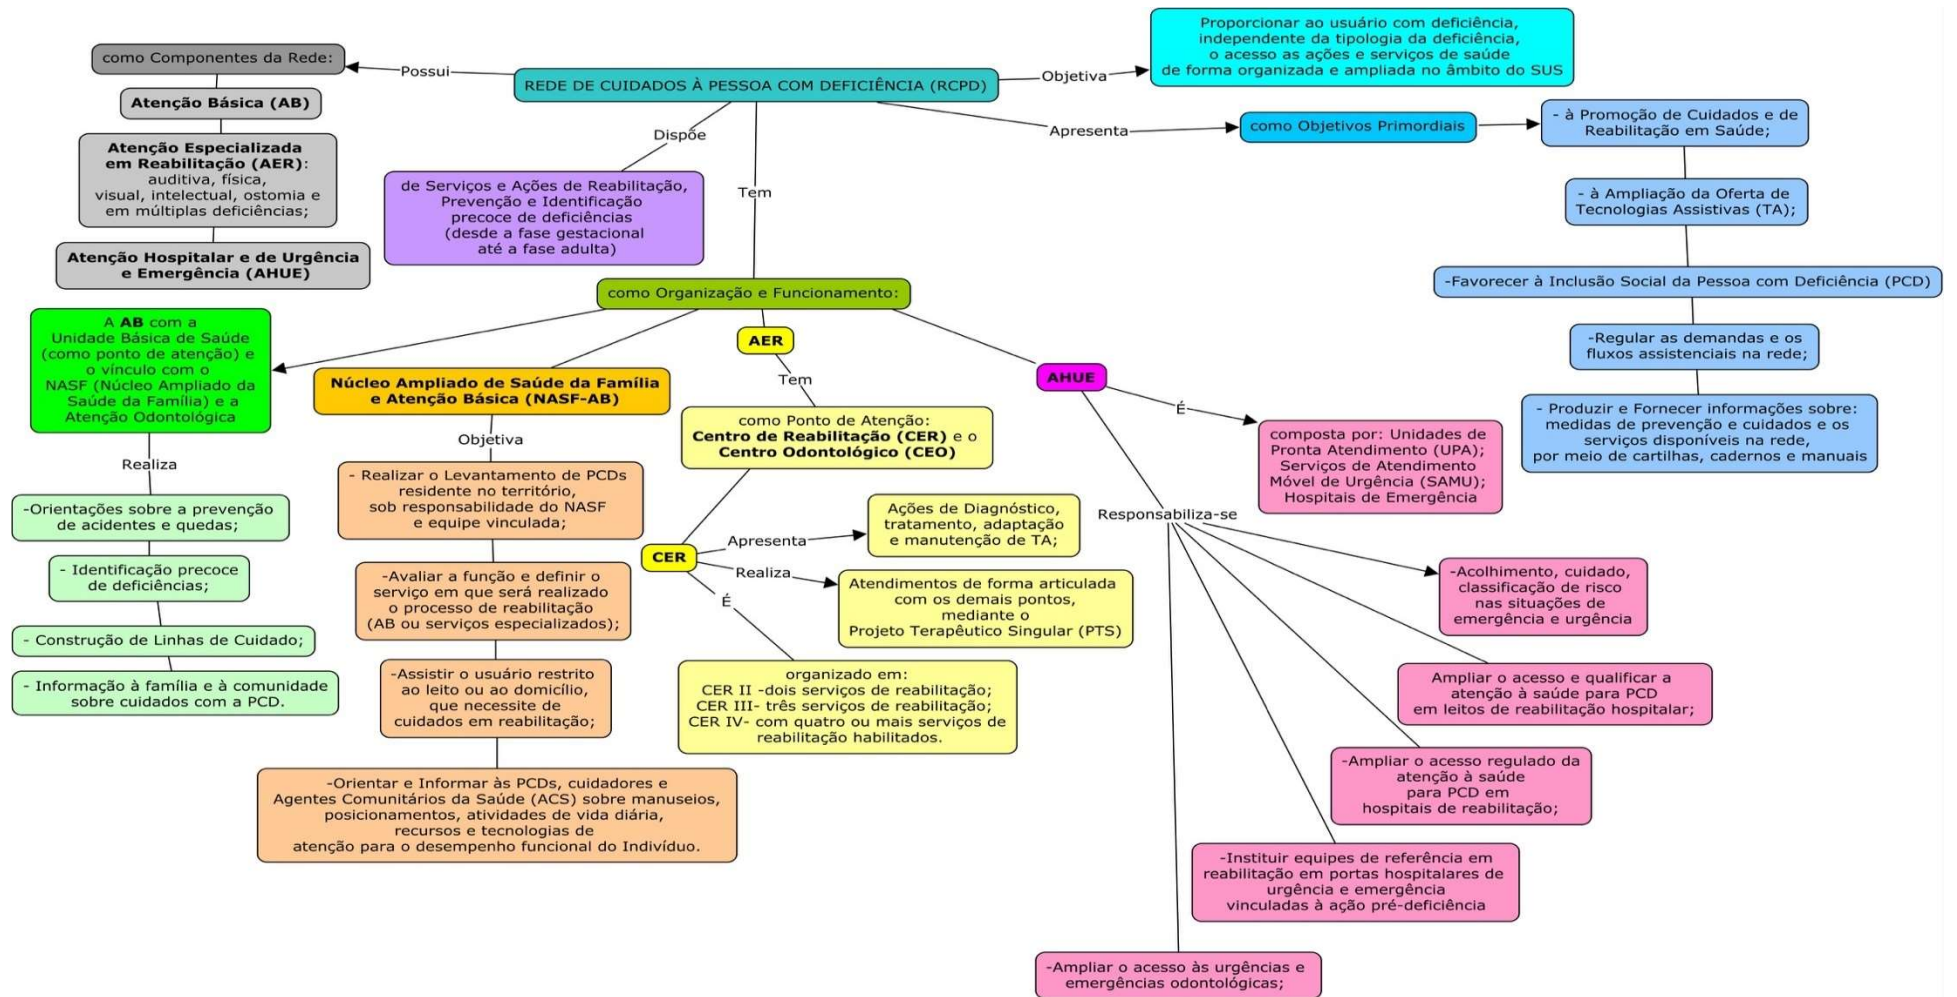 REDE DE CUIDADOS À PESSOA COM DEFICIÊNCIA (RCPD)
Possui
como Componentes da Rede:
Atenção Básica (AB)
Atenção Especializada
em Reabilitação (AER):
auditiva, física,
visual, intelectual, ostomia e
em múltiplas deficiências;
Atenção Hospitalar e de Urgência
e Emergência (AHUE)
Objetiva
Proporcionar ao usuário com deficiência,
independente da tipologia da deficiência,
o acesso as ações e serviços de saúde
de forma organizada e ampliada no âmbito do SUS
Dispõe
de Serviços e Ações de Reabilitação,
Prevenção e Identificação
precoce de deficiências
(desde a fase gestacional
até a fase adulta)
Apresenta
como Objetivos Primordiais
- à Promoção de Cuidados e de
Reabilitação em Saúde;
- à Ampliação da Oferta de
Tecnologias Assistivas (TA);
-Favorecer à Inclusão Social da Pessoa com Deficiência (PCD)
-Regular as demandas e os
fluxos assistenciais na rede;
- Produzir e Fornecer informações sobre:
medidas de prevenção e cuidados e os
serviços disponíveis na rede,
por meio de cartilhas, cadernos e manuais
Tem
como Organização e Funcionamento:
A AB com a
Unidade Básica de Saúde
(como ponto de atenção) e
o vínculo com o
NASF (Núcleo Ampliado da
Saúde da Família) e a
Atenção Odontológica
Realiza
-Orientações sobre a prevenção
de acidentes e quedas;
- Identificação precoce
de deficiências;
- Construção de Linhas de Cuidado;
- Informação à família e à comunidade
sobre cuidados com a PCD.
Núcleo Ampliado de Saúde da Família
e Atenção Básica (NASF-AB)
Objetiva
- Realizar o Levantamento de PCDs
residente no território,
sob responsabilidade do NASF
e equipe vinculada;
-Avaliar a função e definir o
serviço em que será realizado
o processo de reabilitação
(AB ou serviços especializados);
-Assistir o usuário restrito
ao leito ou ao domicílio,
que necessite de
cuidados em reabilitação;
-Orientar e Informar às PCDs, cuidadores e
Agentes Comunitários da Saúde (ACS) sobre manuseios,
posicionamentos, atividades de vida diária,
recursos e tecnologias de
atenção para o desempenho funcional do Indivíduo.
AER
Tem
como Ponto de Atenção:
Centro de Reabilitação (CER) e o
Centro Odontológico (CEO)
CER
Apresenta
Ações de Diagnóstico,
tratamento, adaptação
e manutenção de TA;
Realiza
Atendimentos de forma articulada
com os demais pontos,
mediante o
Projeto Terapêutico Singular (PTS)
É
organizado em:
CER II -dois serviços de reabilitação;
CER III- três serviços de reabilitação;
CER IV- com quatro ou mais serviços de
reabilitação habilitados.
AHUE
É
composta por: Unidades de
Pronta Atendimento (UPA);
Serviços de Atendimento
Móvel de Urgência (SAMU);
Hospitais de Emergência
Responsabiliza-se
-Acolhimento, cuidado,
classificação de risco
nas situações de
emergência e urgência
Ampliar o acesso e qualificar a
atenção à saúde para PCD
em leitos de reabilitação hospitalar;
-Ampliar o acesso regulado da
atenção à saúde
para PCD em
hospitais de reabilitação;
-Instituir equipes de referência em
reabilitação em portas hospitalares de
urgência e emergência
vinculadas à ação pré-deficiência
-Ampliar o acesso às urgências e
emergências odontológicas;